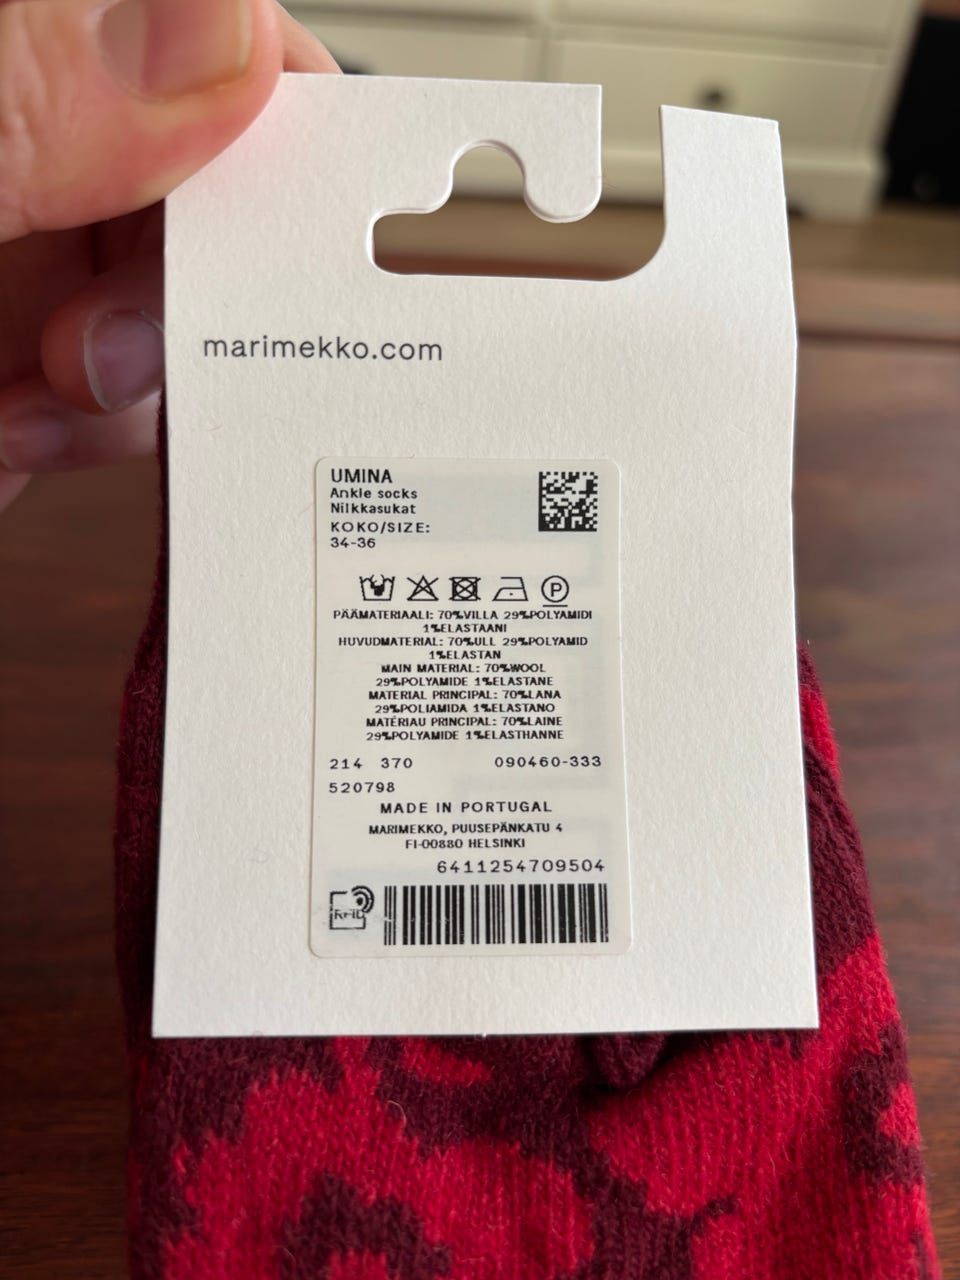 marimekko.com
UMINA
Ankle socks
Nilkkasukat
KOKO/SIZE:
34-36
P
PÄÄMATERIAALI: 70%VILLA 29%POLYAMIDI
1%ELASTAANI
HUVUDMATERIAL: 70%ULL 29%POLYAMID
1%ELASTAN
MAIN MATERIAL: 70%WOOL
29%POLYAMIDE 1%ELASTANE
MATERIAL PRINCIPAL: 70%LANA
29%POLIAMIDA 1%ELASTANO
MATÉRIAU PRINCIPAL: 70%LAINE
29%POLYAMIDE 1%ELASTHANNE
214 370 090460-333
520798
MADE IN PORTUGAL
MARIMEKKO, PUUSEPÄNKATU 4
FI-00880 HELSINKI
6411254709504
RFID